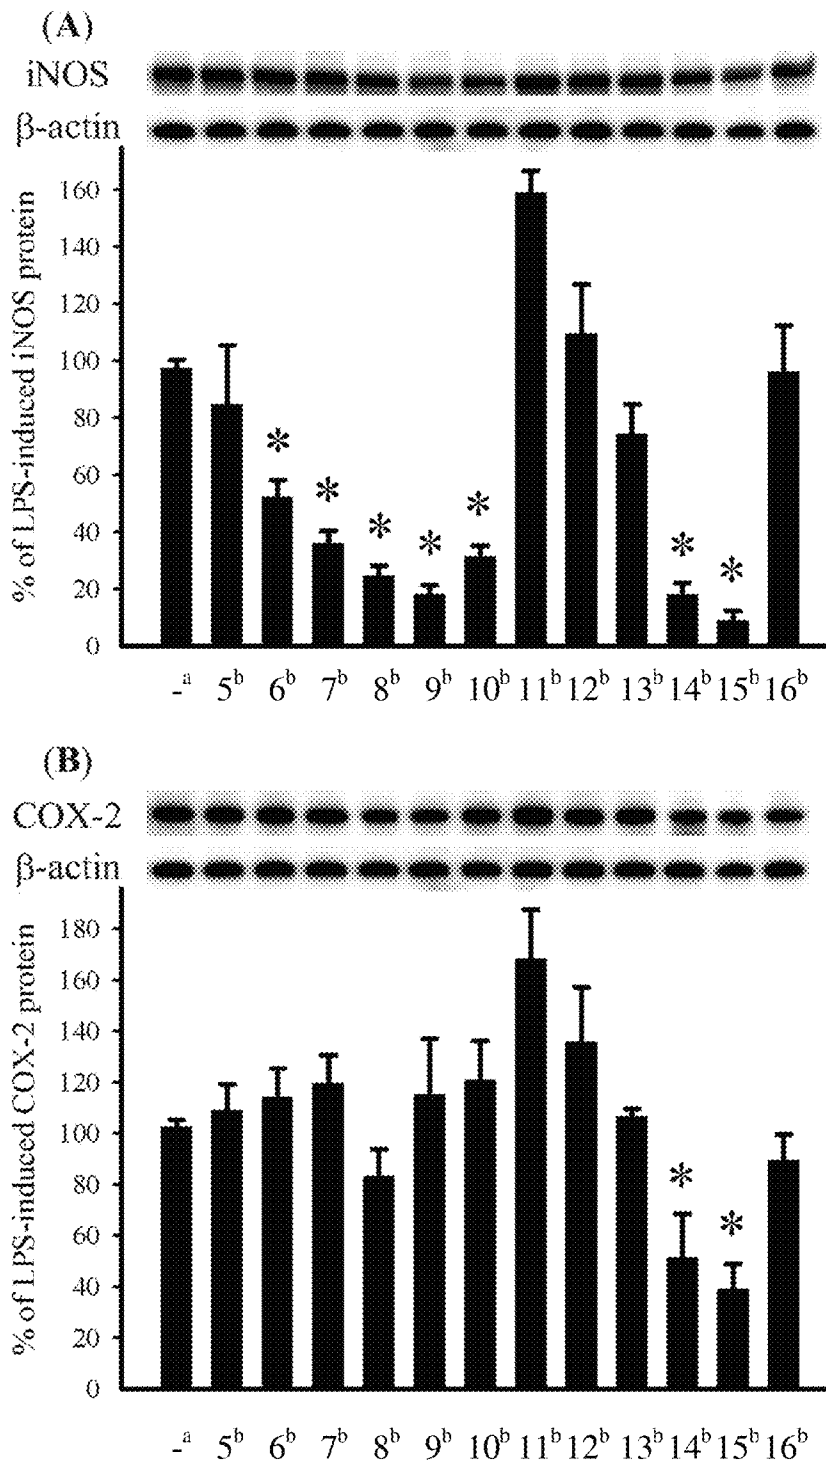 (A)
iNOS
β-actin
% of LPS-induced iNOS protein
160
140
120
100
80
60
40
20
0
-ᵃ 5ᵇ 6ᵇ 7ᵇ 8ᵇ 9ᵇ 10ᵇ 11ᵇ 12ᵇ 13ᵇ 14ᵇ 15ᵇ 16ᵇ
* * * * * * *
(B)
COX-2
β-actin
% of LPS-induced COX-2 protein
180
160
140
120
100
80
60
40
20
0
* *
-ᵃ 5ᵇ 6ᵇ 7ᵇ 8ᵇ 9ᵇ 10ᵇ 11ᵇ 12ᵇ 13ᵇ 14ᵇ 15ᵇ 16ᵇ